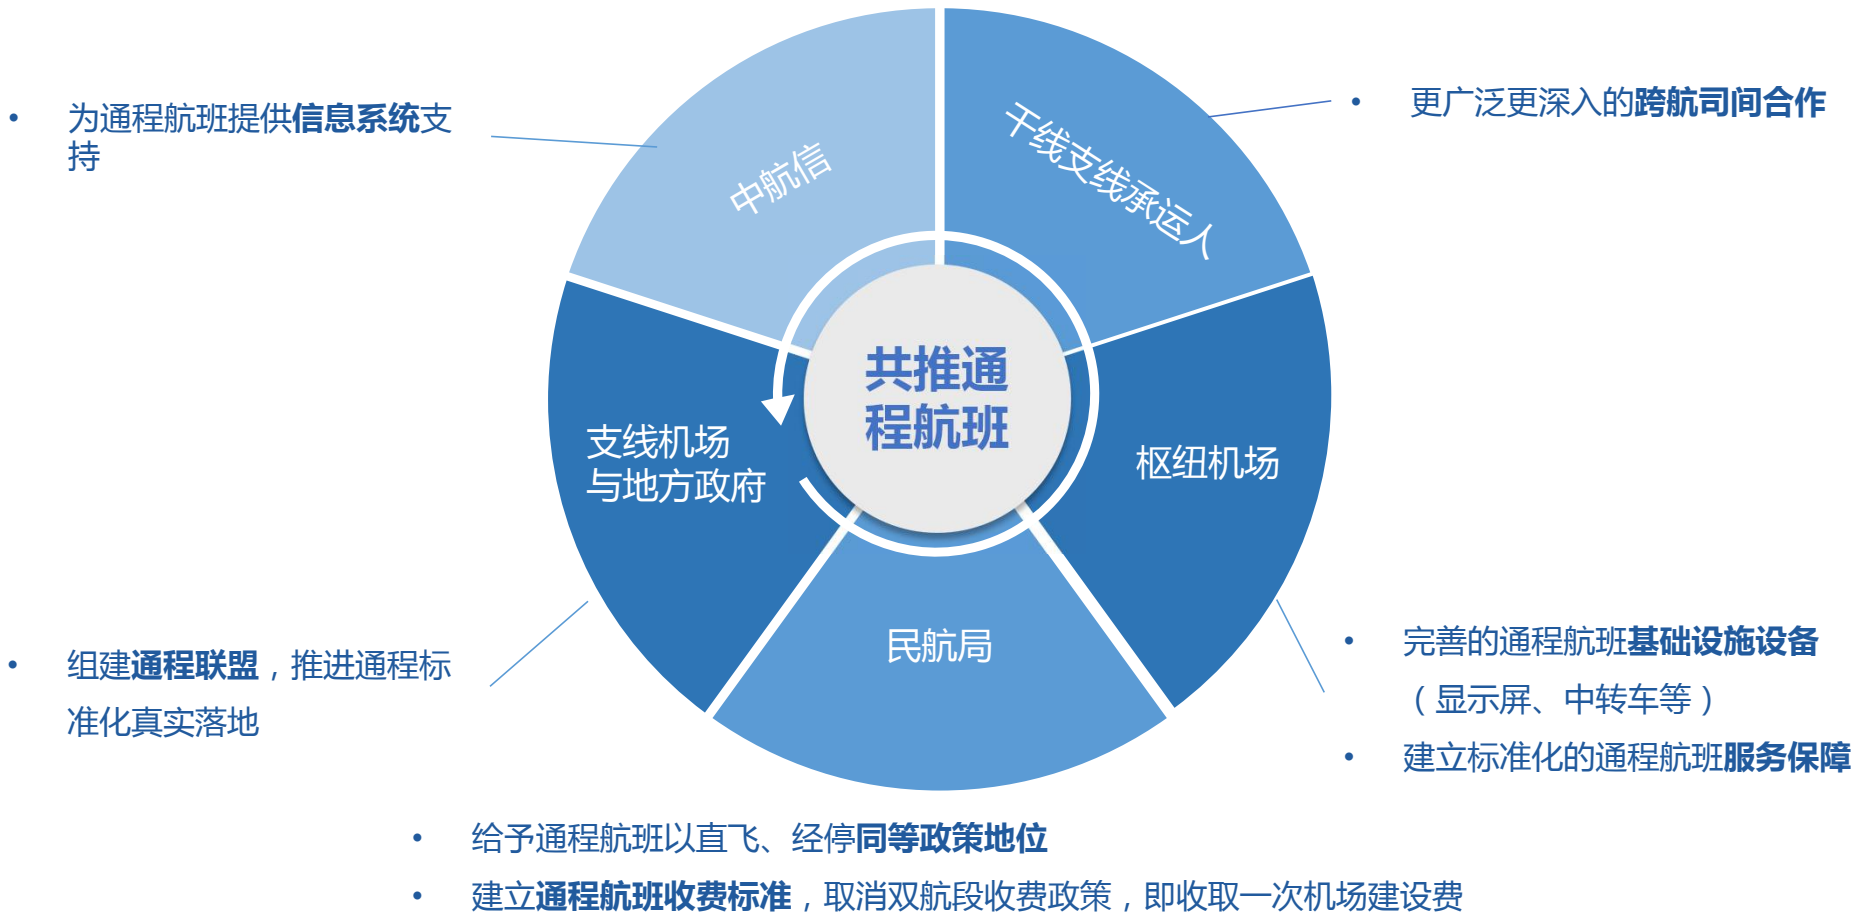 • 为通程航班提供信息系统支
持
• 更广泛更深入的跨航司间合作
中航信
干线支线承运人
共推通
程航班
支线机场
与地方政府
枢纽机场
民航局
• 组建通程联盟，推进通程标
准化真实落地
• 完善的通程航班基础设施设备
（显示屏、中转车等）
• 建立标准化的通程航班服务保障
• 给予通程航班以直飞、经停同等政策地位
• 建立通程航班收费标准，取消双航段收费政策，即收取一次机场建设费